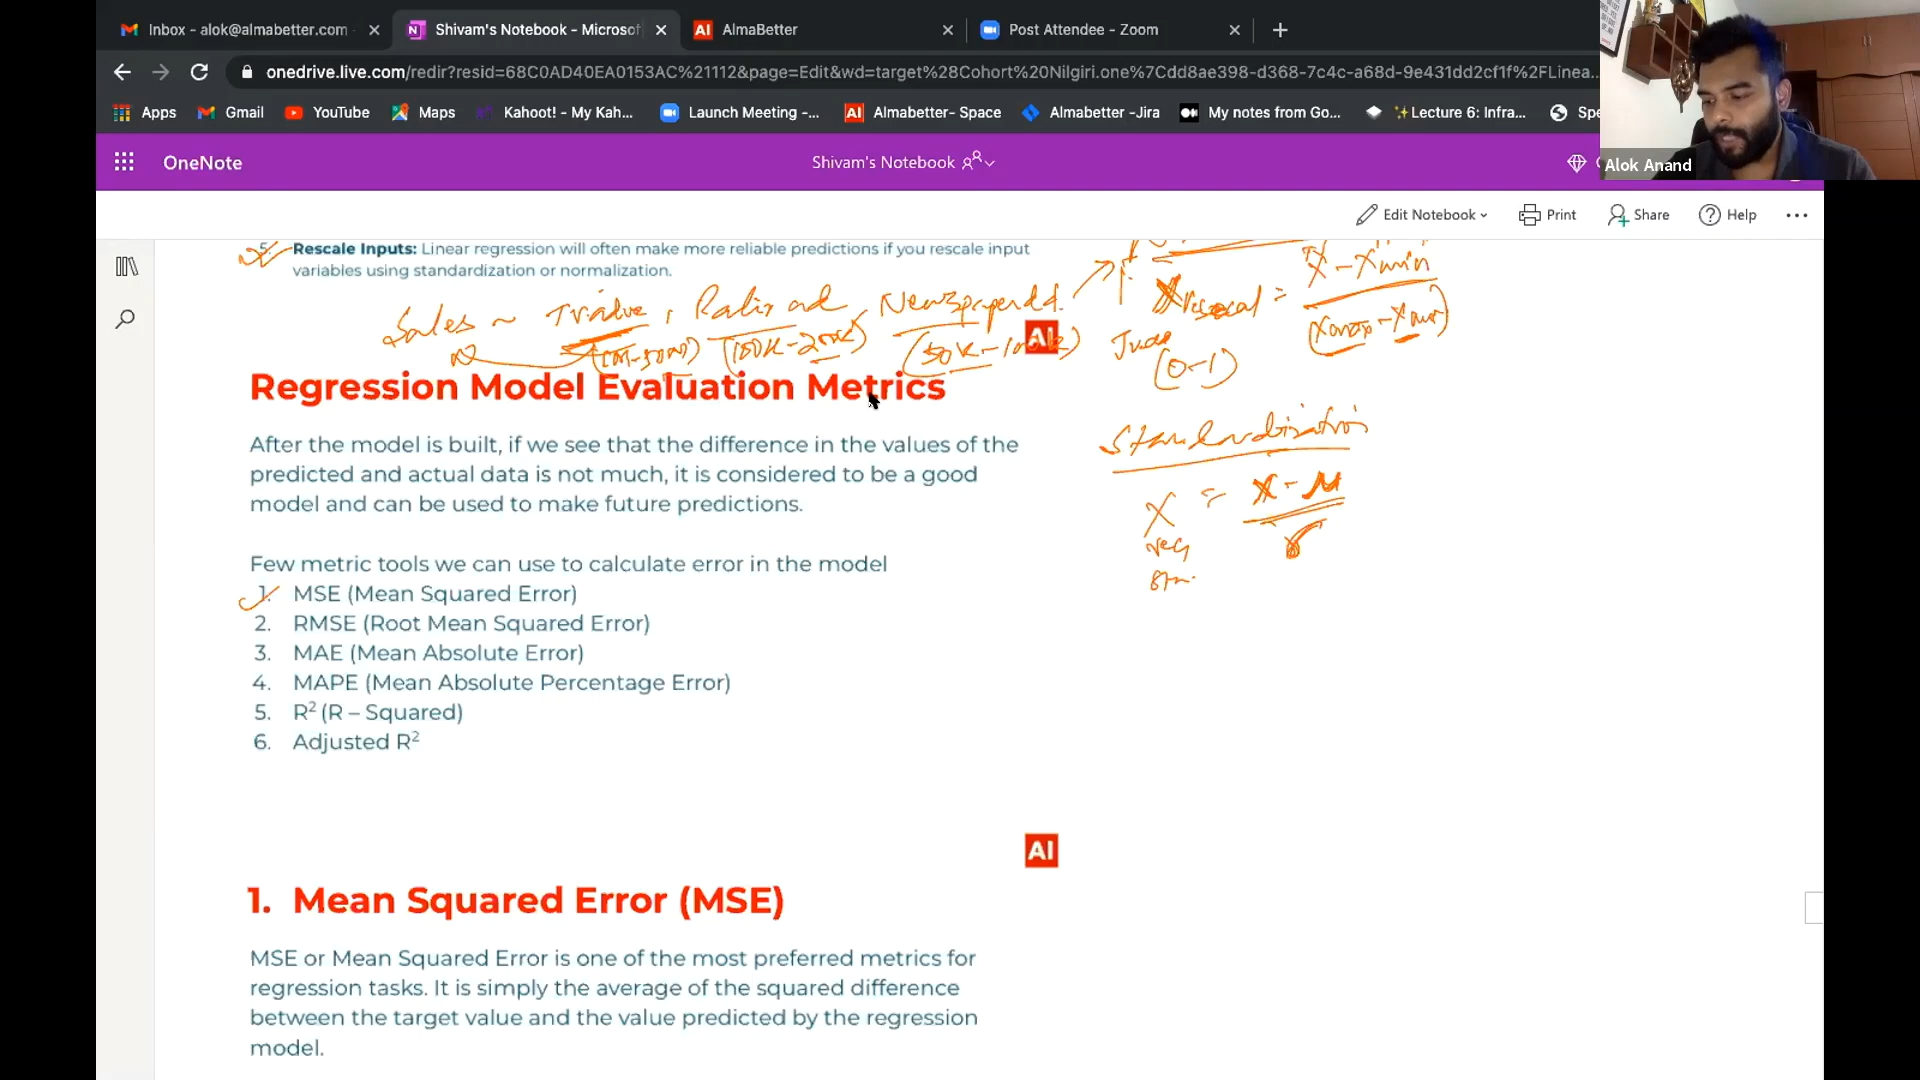 Inbox - alok@almabetter.com
Shivam's Notebook - Microsof
AlmaBetter
Post Attendee - Zoom
onedrive.live.com/redir?resid=68C0AD40EA0153AC%21112&page=Edit&wd=target%28Cohort%20Nilgiri.one%7Cdd8ae398-d368-7c4c-a68d-9e431dd2cf1f%2FLinea...
Apps
Gmail
YouTube
Maps
Kahoot! - My Kah...
Launch Meeting -...
Almabetter- Space
Almabetter -Jira
My notes from Go...
✨Lecture 6: Infra...
Spe
Alok Anand
OneNote
Shivam's Notebook
Edit Notebook
Print
Share
Help
5. Rescale Inputs: Linear regression will often make more reliable predictions if you rescale input
variables using standardization or normalization.
X - Xmin
Sales ~
AI
(0-1)
Regression Model Evaluation Metrics
Standardization
After the model is built, if we see that the difference in the values of the
predicted and actual data is not much, it is considered to be a good
model and can be used to make future predictions.
X = X - μ
Few metric tools we can use to calculate error in the model
1. MSE (Mean Squared Error)
2. RMSE (Root Mean Squared Error)
3. MAE (Mean Absolute Error)
4. MAPE (Mean Absolute Percentage Error)
5. R² (R – Squared)
6. Adjusted R²
AI
1. Mean Squared Error (MSE)
MSE or Mean Squared Error is one of the most preferred metrics for
regression tasks. It is simply the average of the squared difference
between the target value and the value predicted by the regression
model.